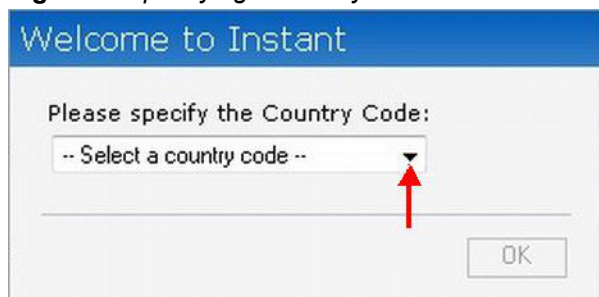 Welcome to Instant
Please specify the Country Code:
-- Select a country code --
OK